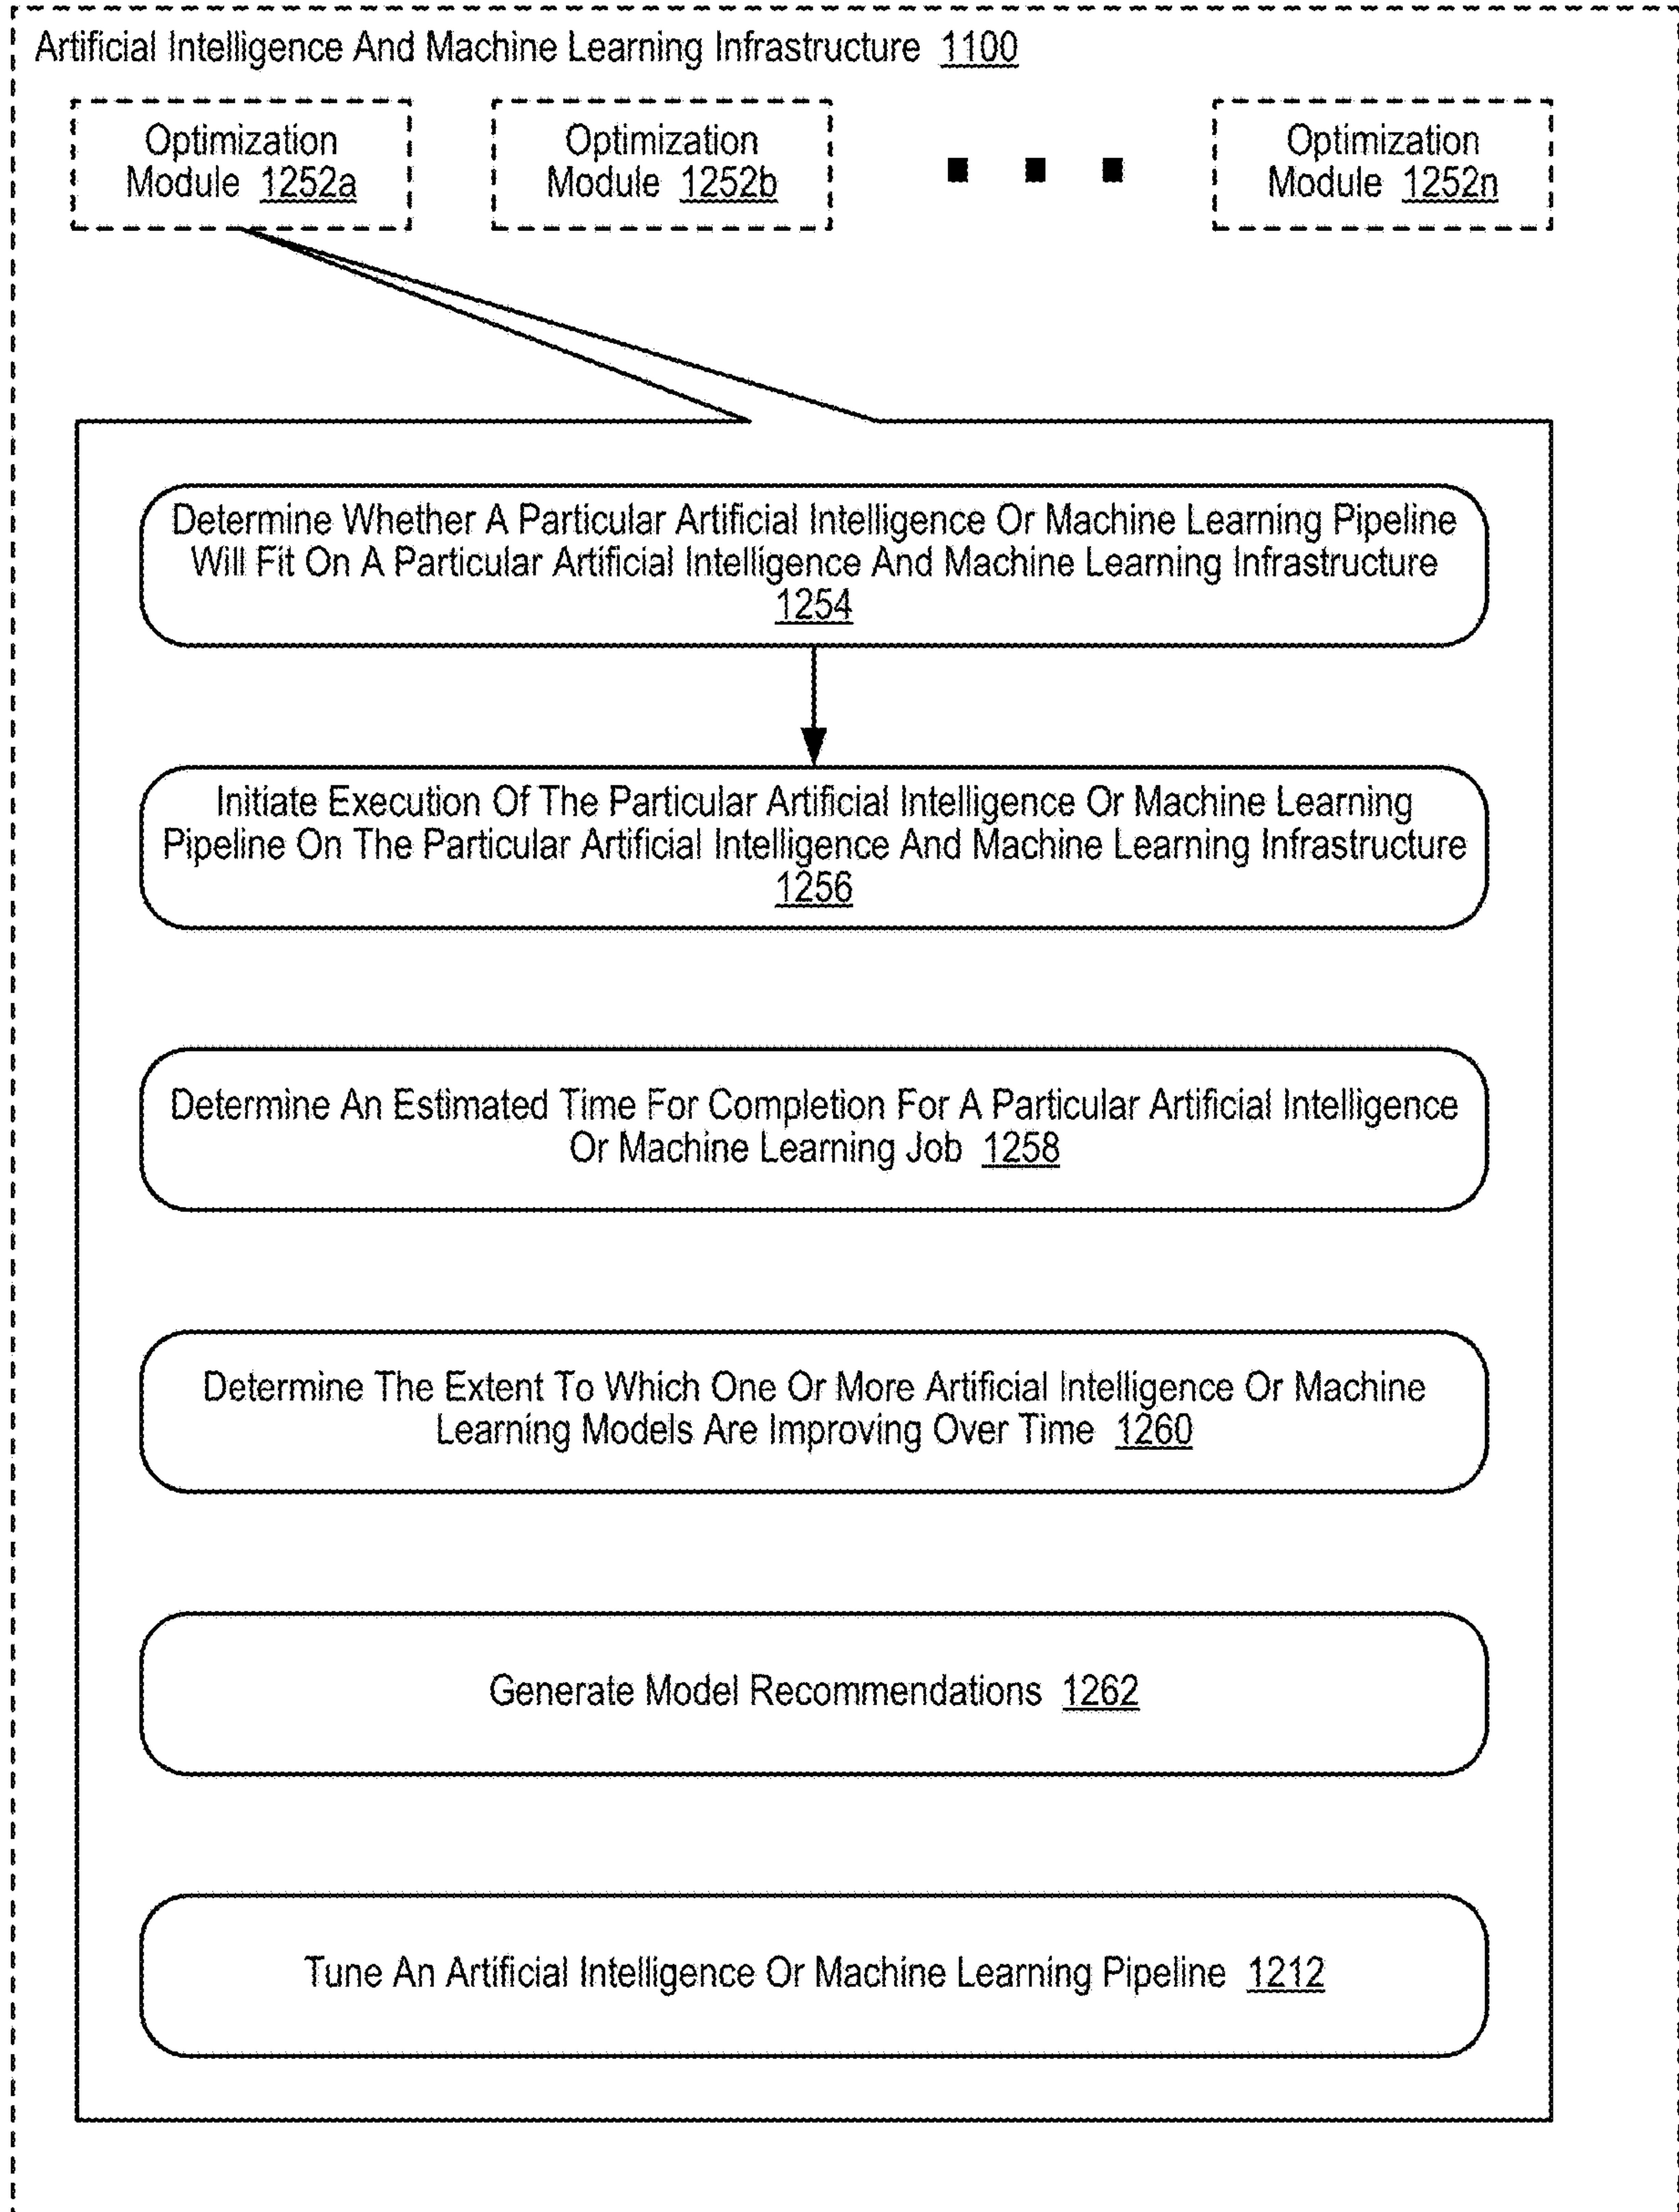 Artificial Intelligence And Machine Learning Infrastructure 1100
Optimization
Module 1252a
Optimization
Module 1252b
Optimization
Module 1252n
Determine Whether A Particular Artificial Intelligence Or Machine Learning Pipeline
Will Fit On A Particular Artificial Intelligence And Machine Learning Infrastructure
1254
Initiate Execution Of The Particular Artificial Intelligence Or Machine Learning
Pipeline On The Particular Artificial Intelligence And Machine Learning Infrastructure
1256
Determine An Estimated Time For Completion For A Particular Artificial Intelligence
Or Machine Learning Job 1258
Determine The Extent To Which One Or More Artificial Intelligence Or Machine
Learning Models Are Improving Over Time 1260
Generate Model Recommendations 1262
Tune An Artificial Intelligence Or Machine Learning Pipeline 1212